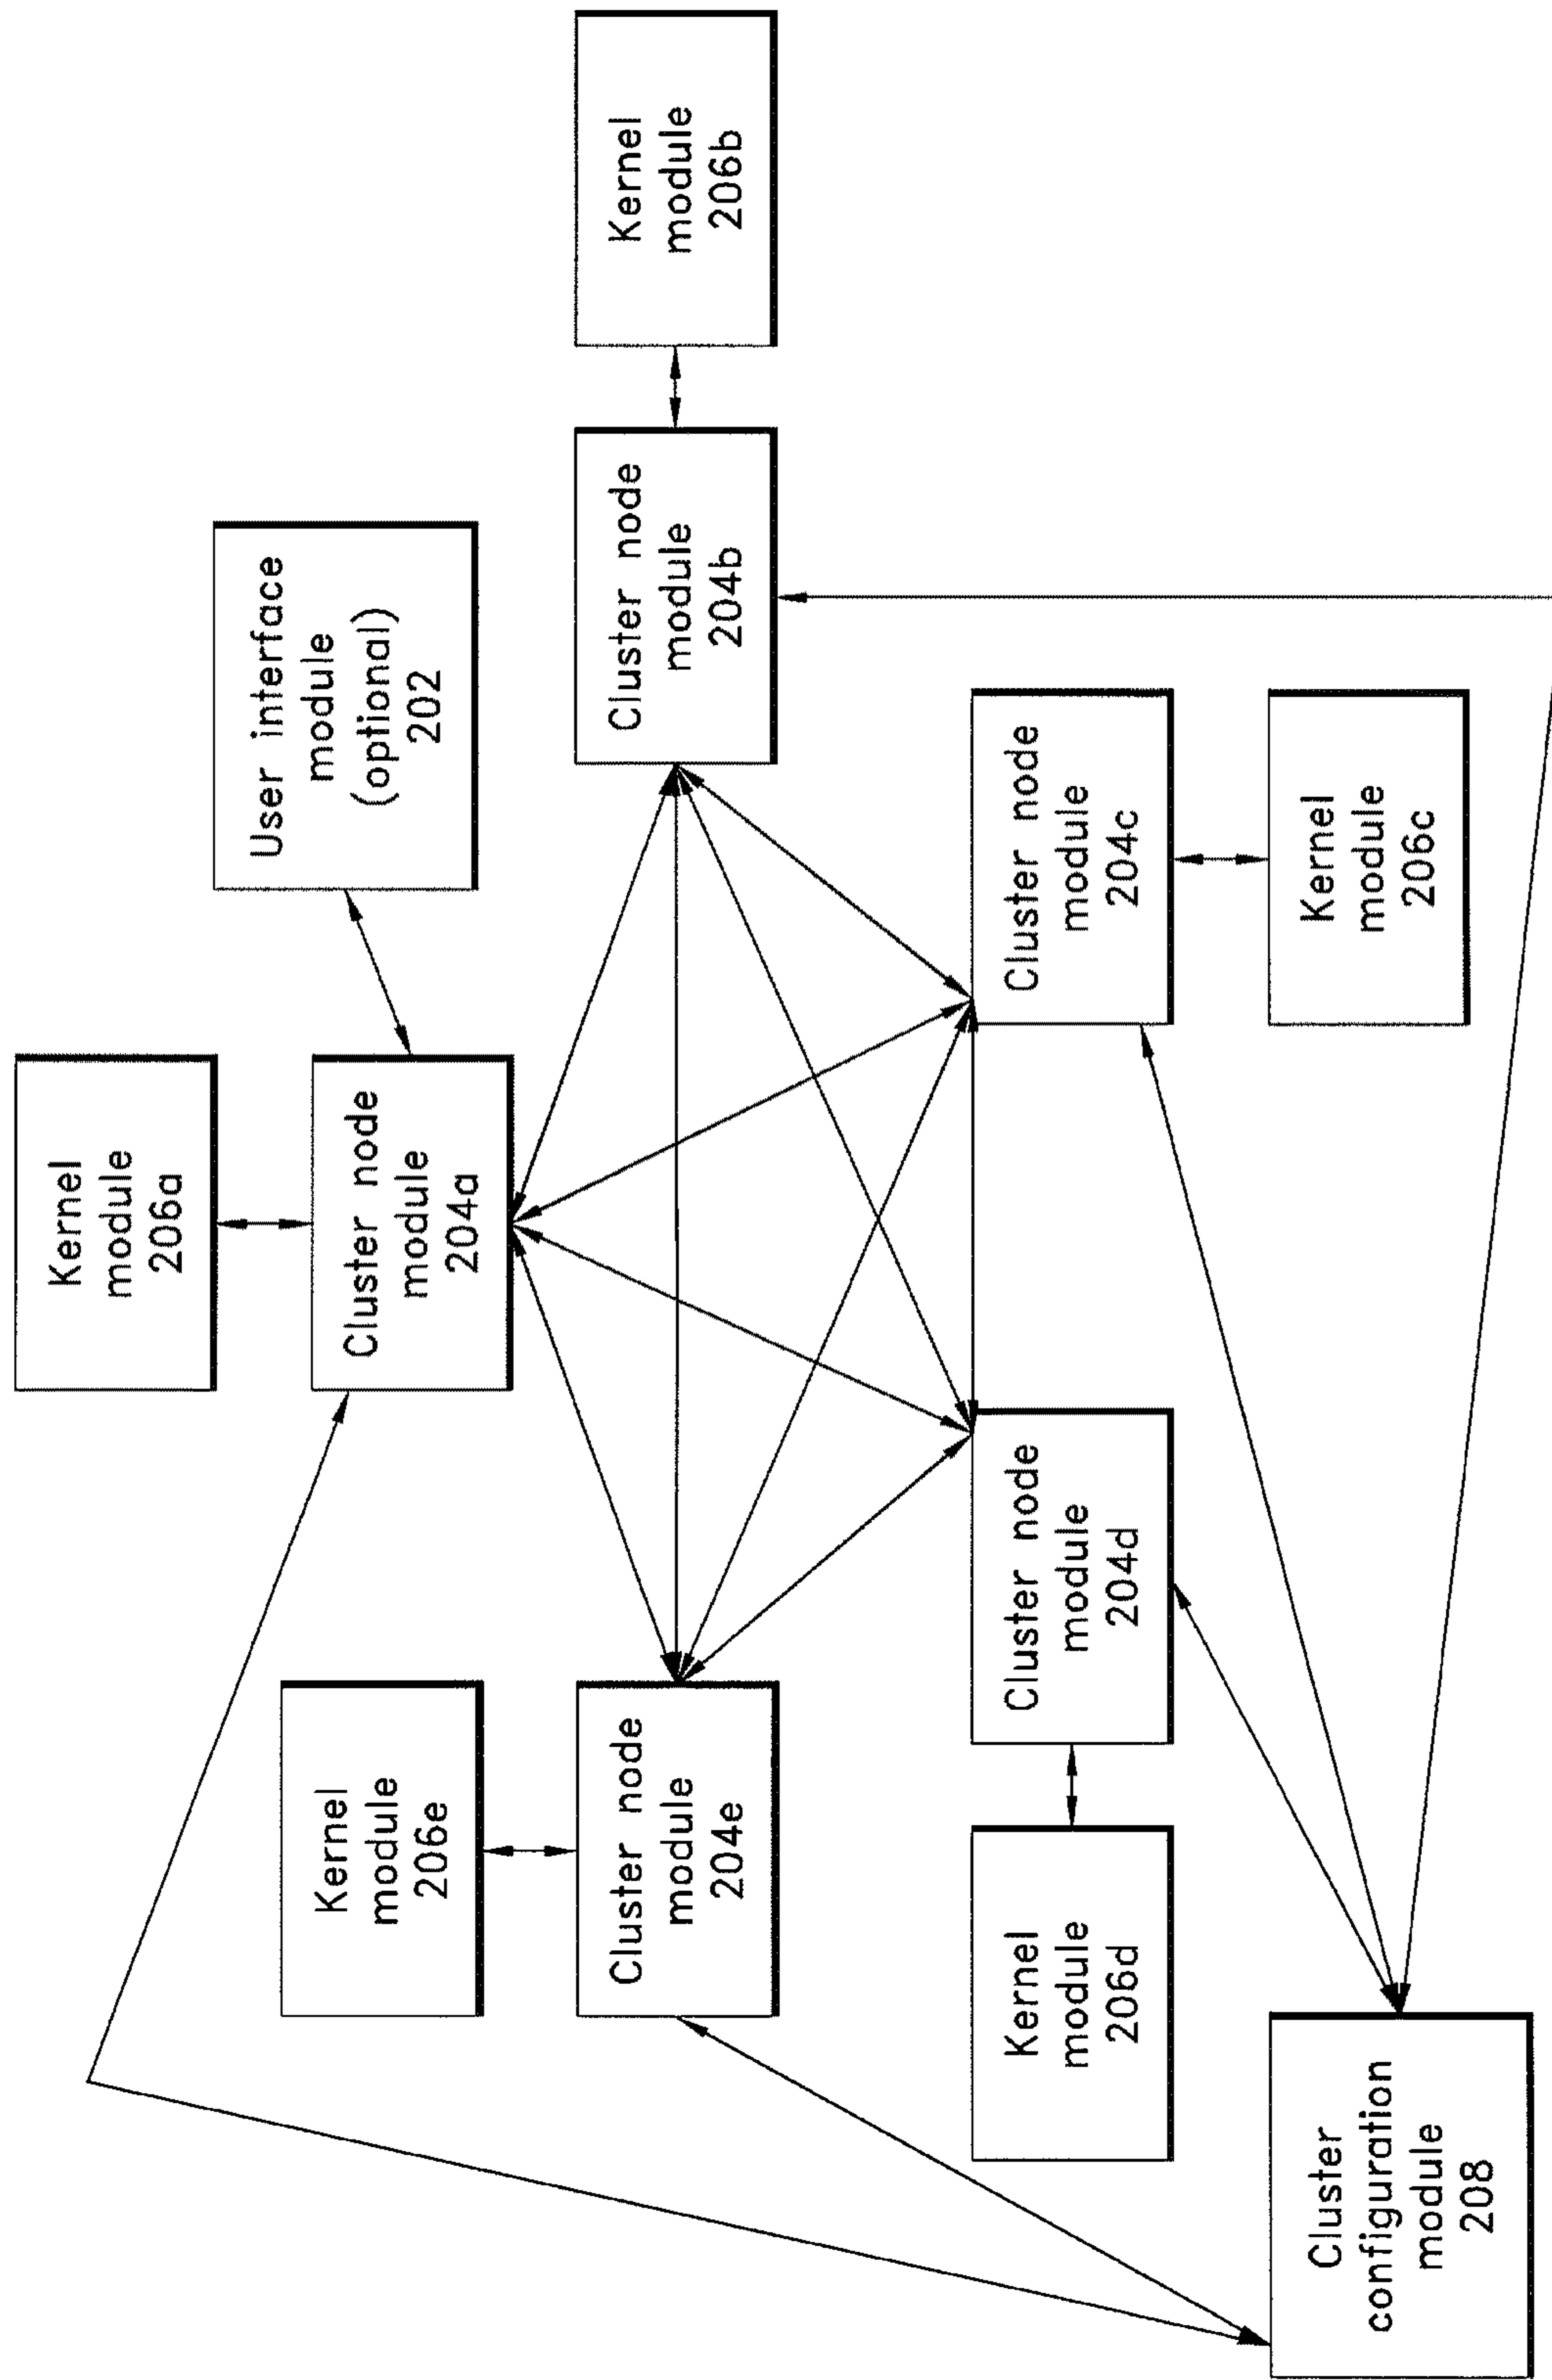 Kernel
module
206a
User interface
module
(optional)
202
Cluster node
module
204a
Kernel
module
206e
Cluster node
module
204e
Cluster node
module
204b
Kernel
module
206b
Kernel
module
206d
Cluster node
module
204d
Cluster node
module
204c
Cluster
configuration
module
208
Kernel
module
206c